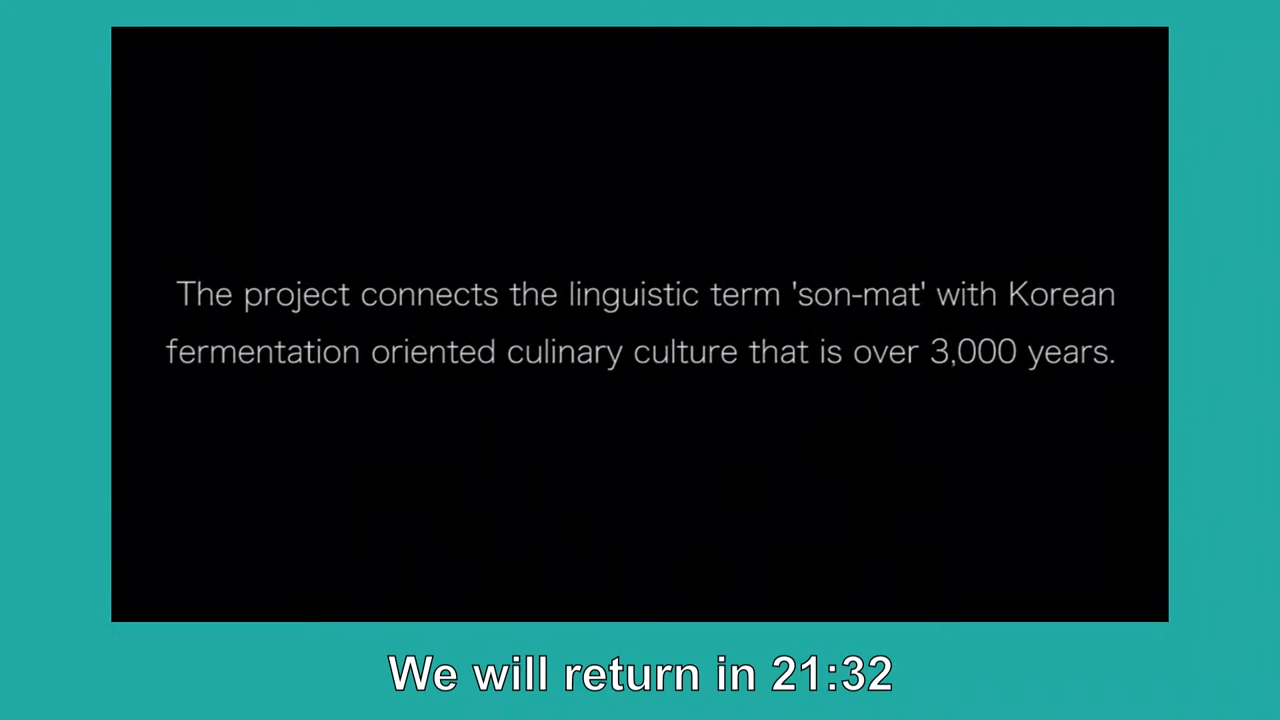 The project connects the linguistic term 'son-mat' with Korean
fermentation oriented culinary culture that is over 3,000 years.
We will return in 21:32